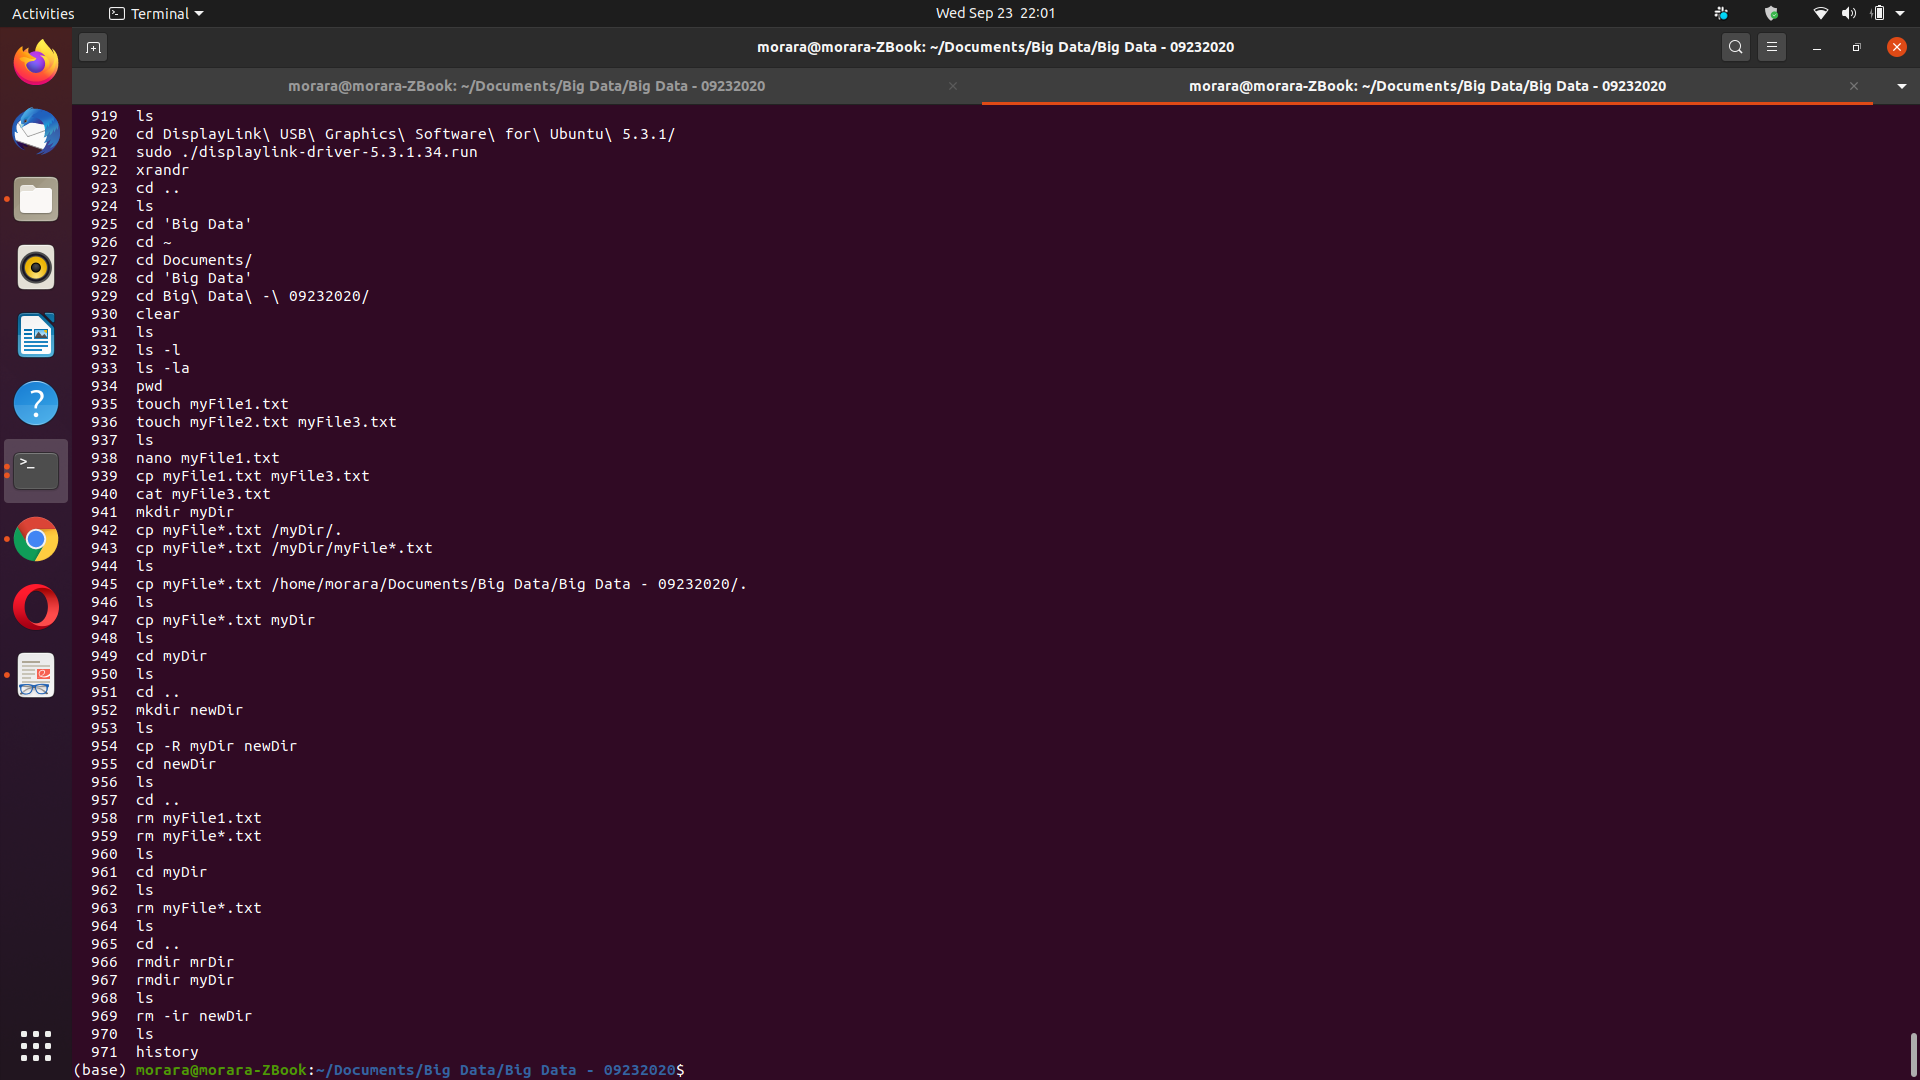 Activities
Terminal
Wed Sep 23 22:01
morara@morara-ZBook: ~/Documents/Big Data/Big Data - 09232020
morara@morara-ZBook: ~/Documents/Big Data/Big Data - 09232020
morara@morara-ZBook: ~/Documents/Big Data/Big Data - 09232020
919 ls
920 cd DisplayLink\ USB\ Graphics\ Software\ for\ Ubuntu\ 5.3.1/
921 sudo ./displaylink-driver-5.3.1.34.run
922 xrandr
923 cd ..
924 ls
925 cd 'Big Data'
926 cd ~
927 cd Documents/
928 cd 'Big Data'
929 cd Big\ Data\ -\ 09232020/
930 clear
931 ls
932 ls -l
933 ls -la
934 pwd
935 touch myFile1.txt
936 touch myFile2.txt myFile3.txt
937 ls
938 nano myFile1.txt
939 cp myFile1.txt myFile3.txt
940 cat myFile3.txt
941 mkdir myDir
942 cp myFile*.txt /myDir/.
943 cp myFile*.txt /myDir/myFile*.txt
944 ls
945 cp myFile*.txt /home/morara/Documents/Big Data/Big Data - 09232020/.
946 ls
947 cp myFile*.txt myDir
948 ls
949 cd myDir
950 ls
951 cd ..
952 mkdir newDir
953 ls
954 cp -R myDir newDir
955 cd newDir
956 ls
957 cd ..
958 rm myFile1.txt
959 rm myFile*.txt
960 ls
961 cd myDir
962 ls
963 rm myFile*.txt
964 ls
965 cd ..
966 rmdir mrDir
967 rmdir myDir
968 ls
969 rm -ir newDir
970 ls
971 history
(base) morara@morara-ZBook:~/Documents/Big Data/Big Data - 09232020$